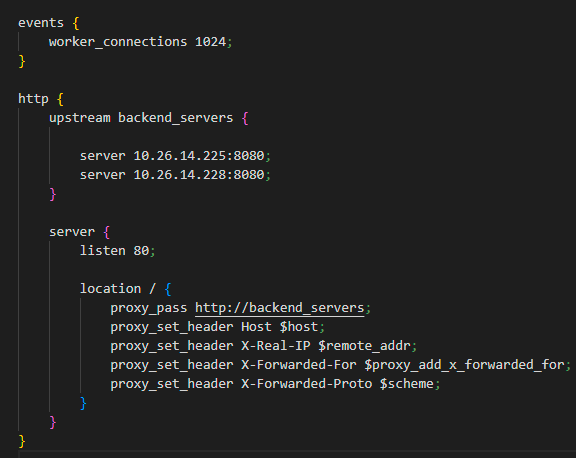 events {
    worker_connections 1024;
}

http {
    upstream backend_servers {

        server 10.26.14.225:8080;
        server 10.26.14.228:8080;
    }

    server {
        listen 80;

        location / {
            proxy_pass http://backend_servers;
            proxy_set_header Host $host;
            proxy_set_header X-Real-IP $remote_addr;
            proxy_set_header X-Forwarded-For $proxy_add_x_forwarded_for;
            proxy_set_header X-Forwarded-Proto $scheme;
        }
    }
}